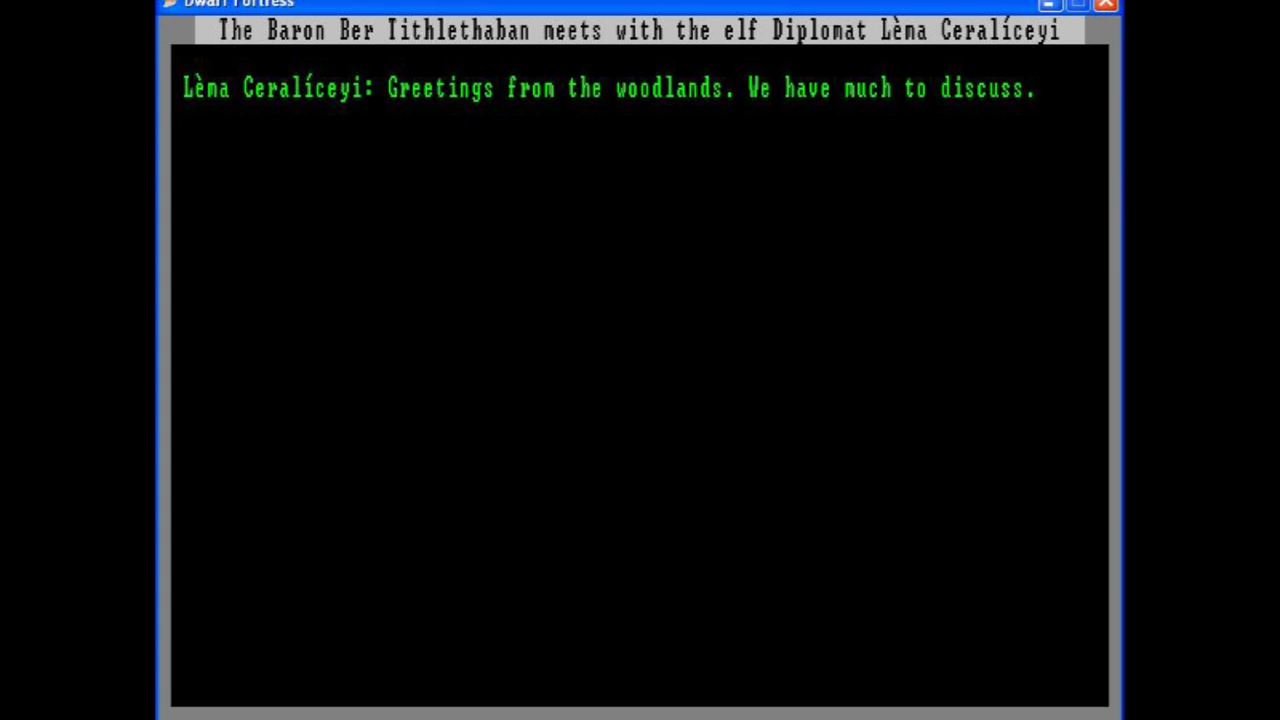 Dwarf Fortress
The Baron Ber Tithlethaban meets with the elf Diplomat Lèma Ceralíceyi
Lèma Ceralíceyi: Greetings from the woodlands. We have much to discuss.